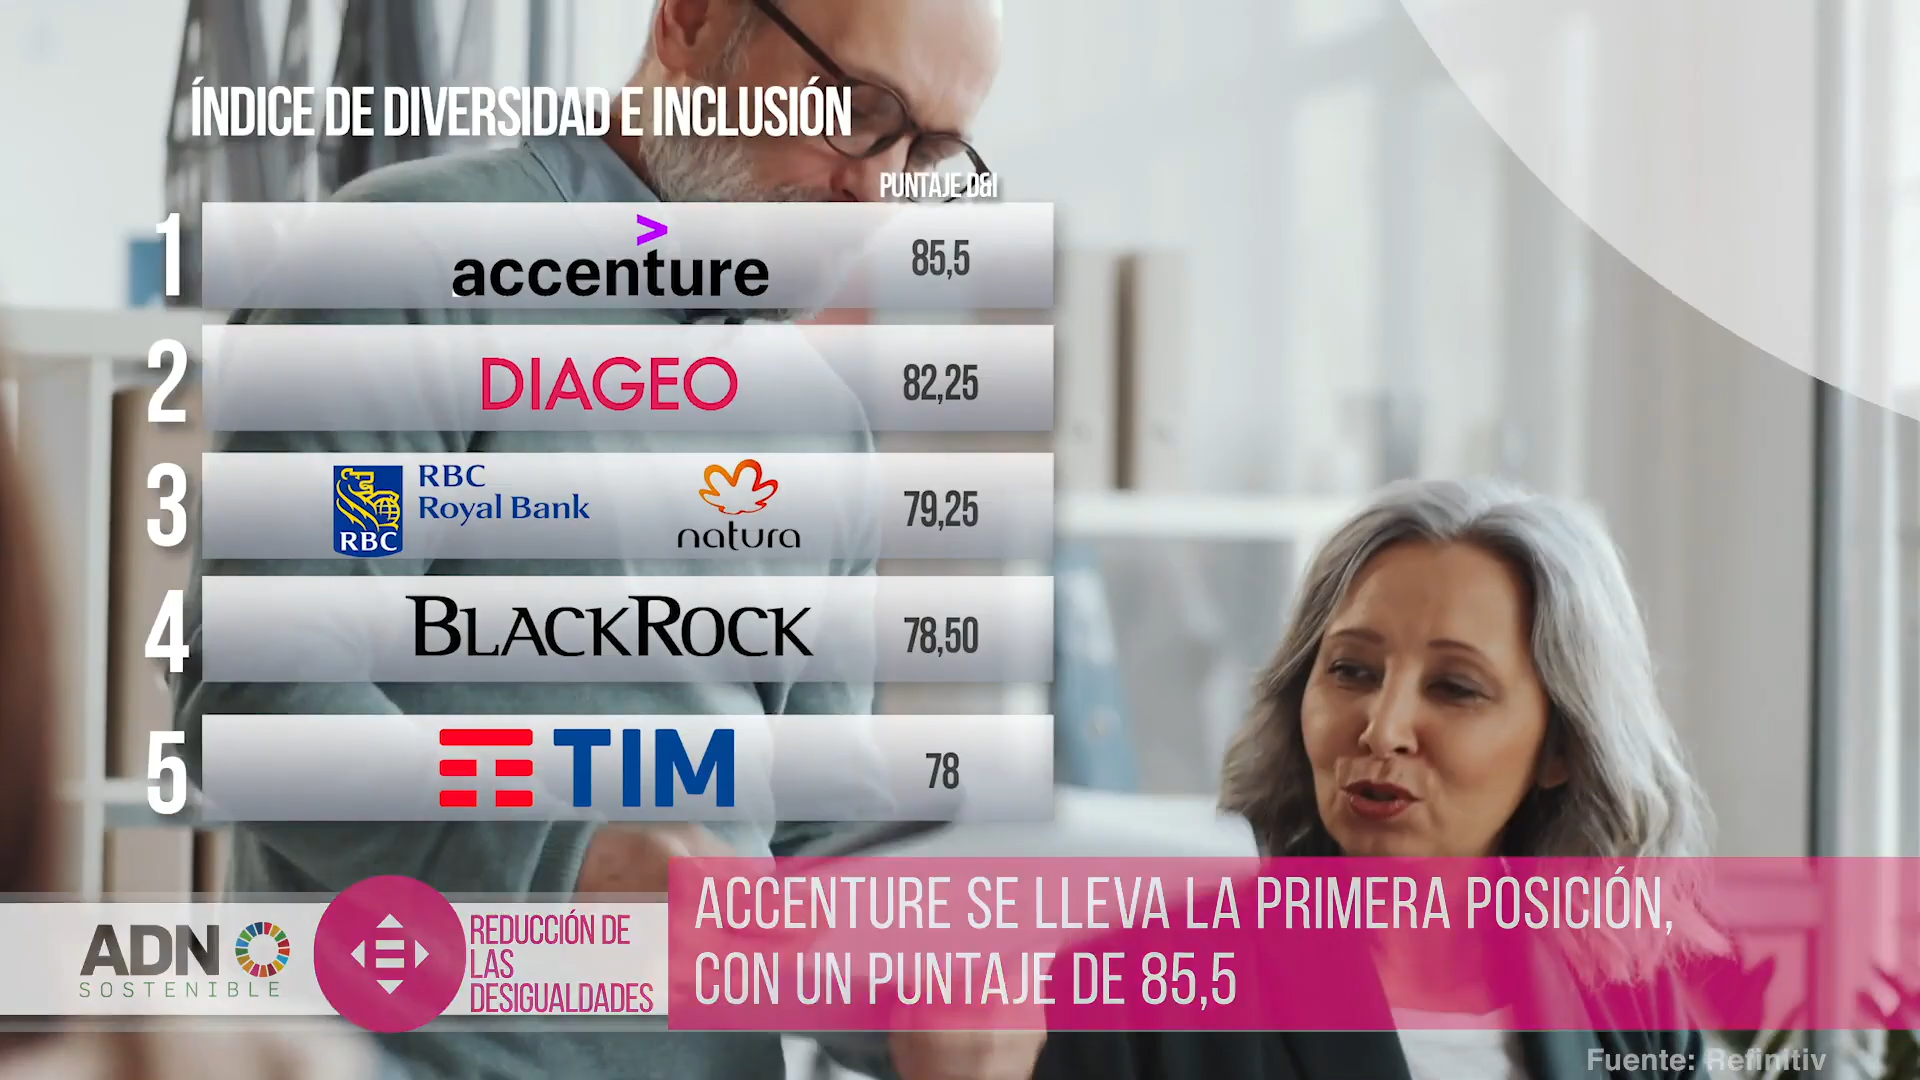 ÍNDICE DE DIVERSIDAD E INCLUSIÓN
PUNTAJE D&I
1 accenture 85,5
2 DIAGEO 82,25
3 RBC Royal Bank RBC natura 79,25
4 BLACKROCK 78,50
5 TIM 78
ADN
SOSTENIBLE
REDUCCIÓN DE
LAS
DESIGUALDADES
ACCENTURE SE LLEVA LA PRIMERA POSICIÓN,
CON UN PUNTAJE DE 85,5
Fuente: Refinitiv